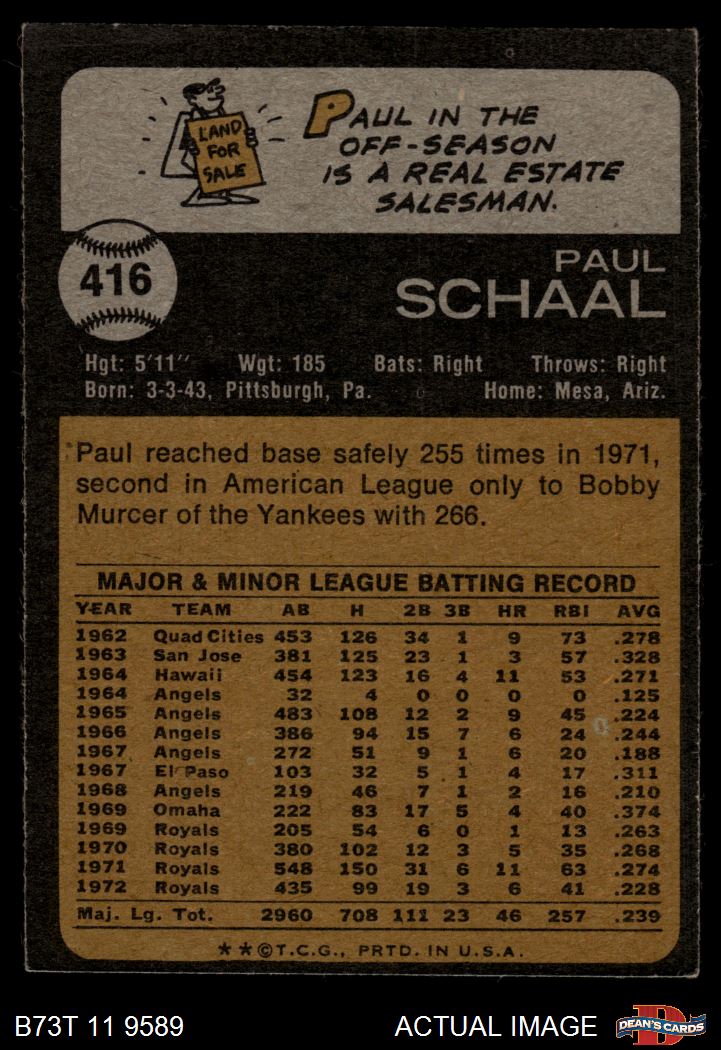 LAND
FOR
SALE
PAUL IN THE
OFF-SEASON
IS A REAL ESTATE
SALESMAN.
416
PAUL
SCHAAL
Hgt: 5'11" Wgt: 185 Bats: Right Throws: Right
Born: 3-3-43, Pittsburgh, Pa. Home: Mesa, Ariz.
Paul reached base safely 255 times in 1971,
second in American League only to Bobby
Murcer of the Yankees with 266.
MAJOR & MINOR LEAGUE BATTING RECORD
YEAR TEAM AB H 2B 3B HR RBI AVG
1962 Quad Cities 453 126 34 1 9 73 .278
1963 San Jose 381 125 23 1 3 57 .328
1964 Hawaii 454 123 16 4 11 53 .271
1964 Angels 32 4 0 0 0 0 .125
1965 Angels 483 108 12 2 9 45 .224
1966 Angels 386 94 15 7 6 24 .244
1967 Angels 272 51 9 1 6 20 .188
1967 El Paso 103 32 5 1 4 17 .311
1968 Angels 219 46 7 1 2 16 .210
1969 Omaha 222 83 17 5 4 40 .374
1969 Royals 205 54 6 0 1 13 .263
1970 Royals 380 102 12 3 5 35 .268
1971 Royals 548 150 31 6 11 63 .274
1972 Royals 435 99 19 3 6 41 .228
Maj. Lg. Tot. 2960 708 111 23 46 257 .239
★★©T.C.G., PRTD. IN U.S.A.
B73T 11 9589 ACTUAL IMAGE D DEAN'S CARDS